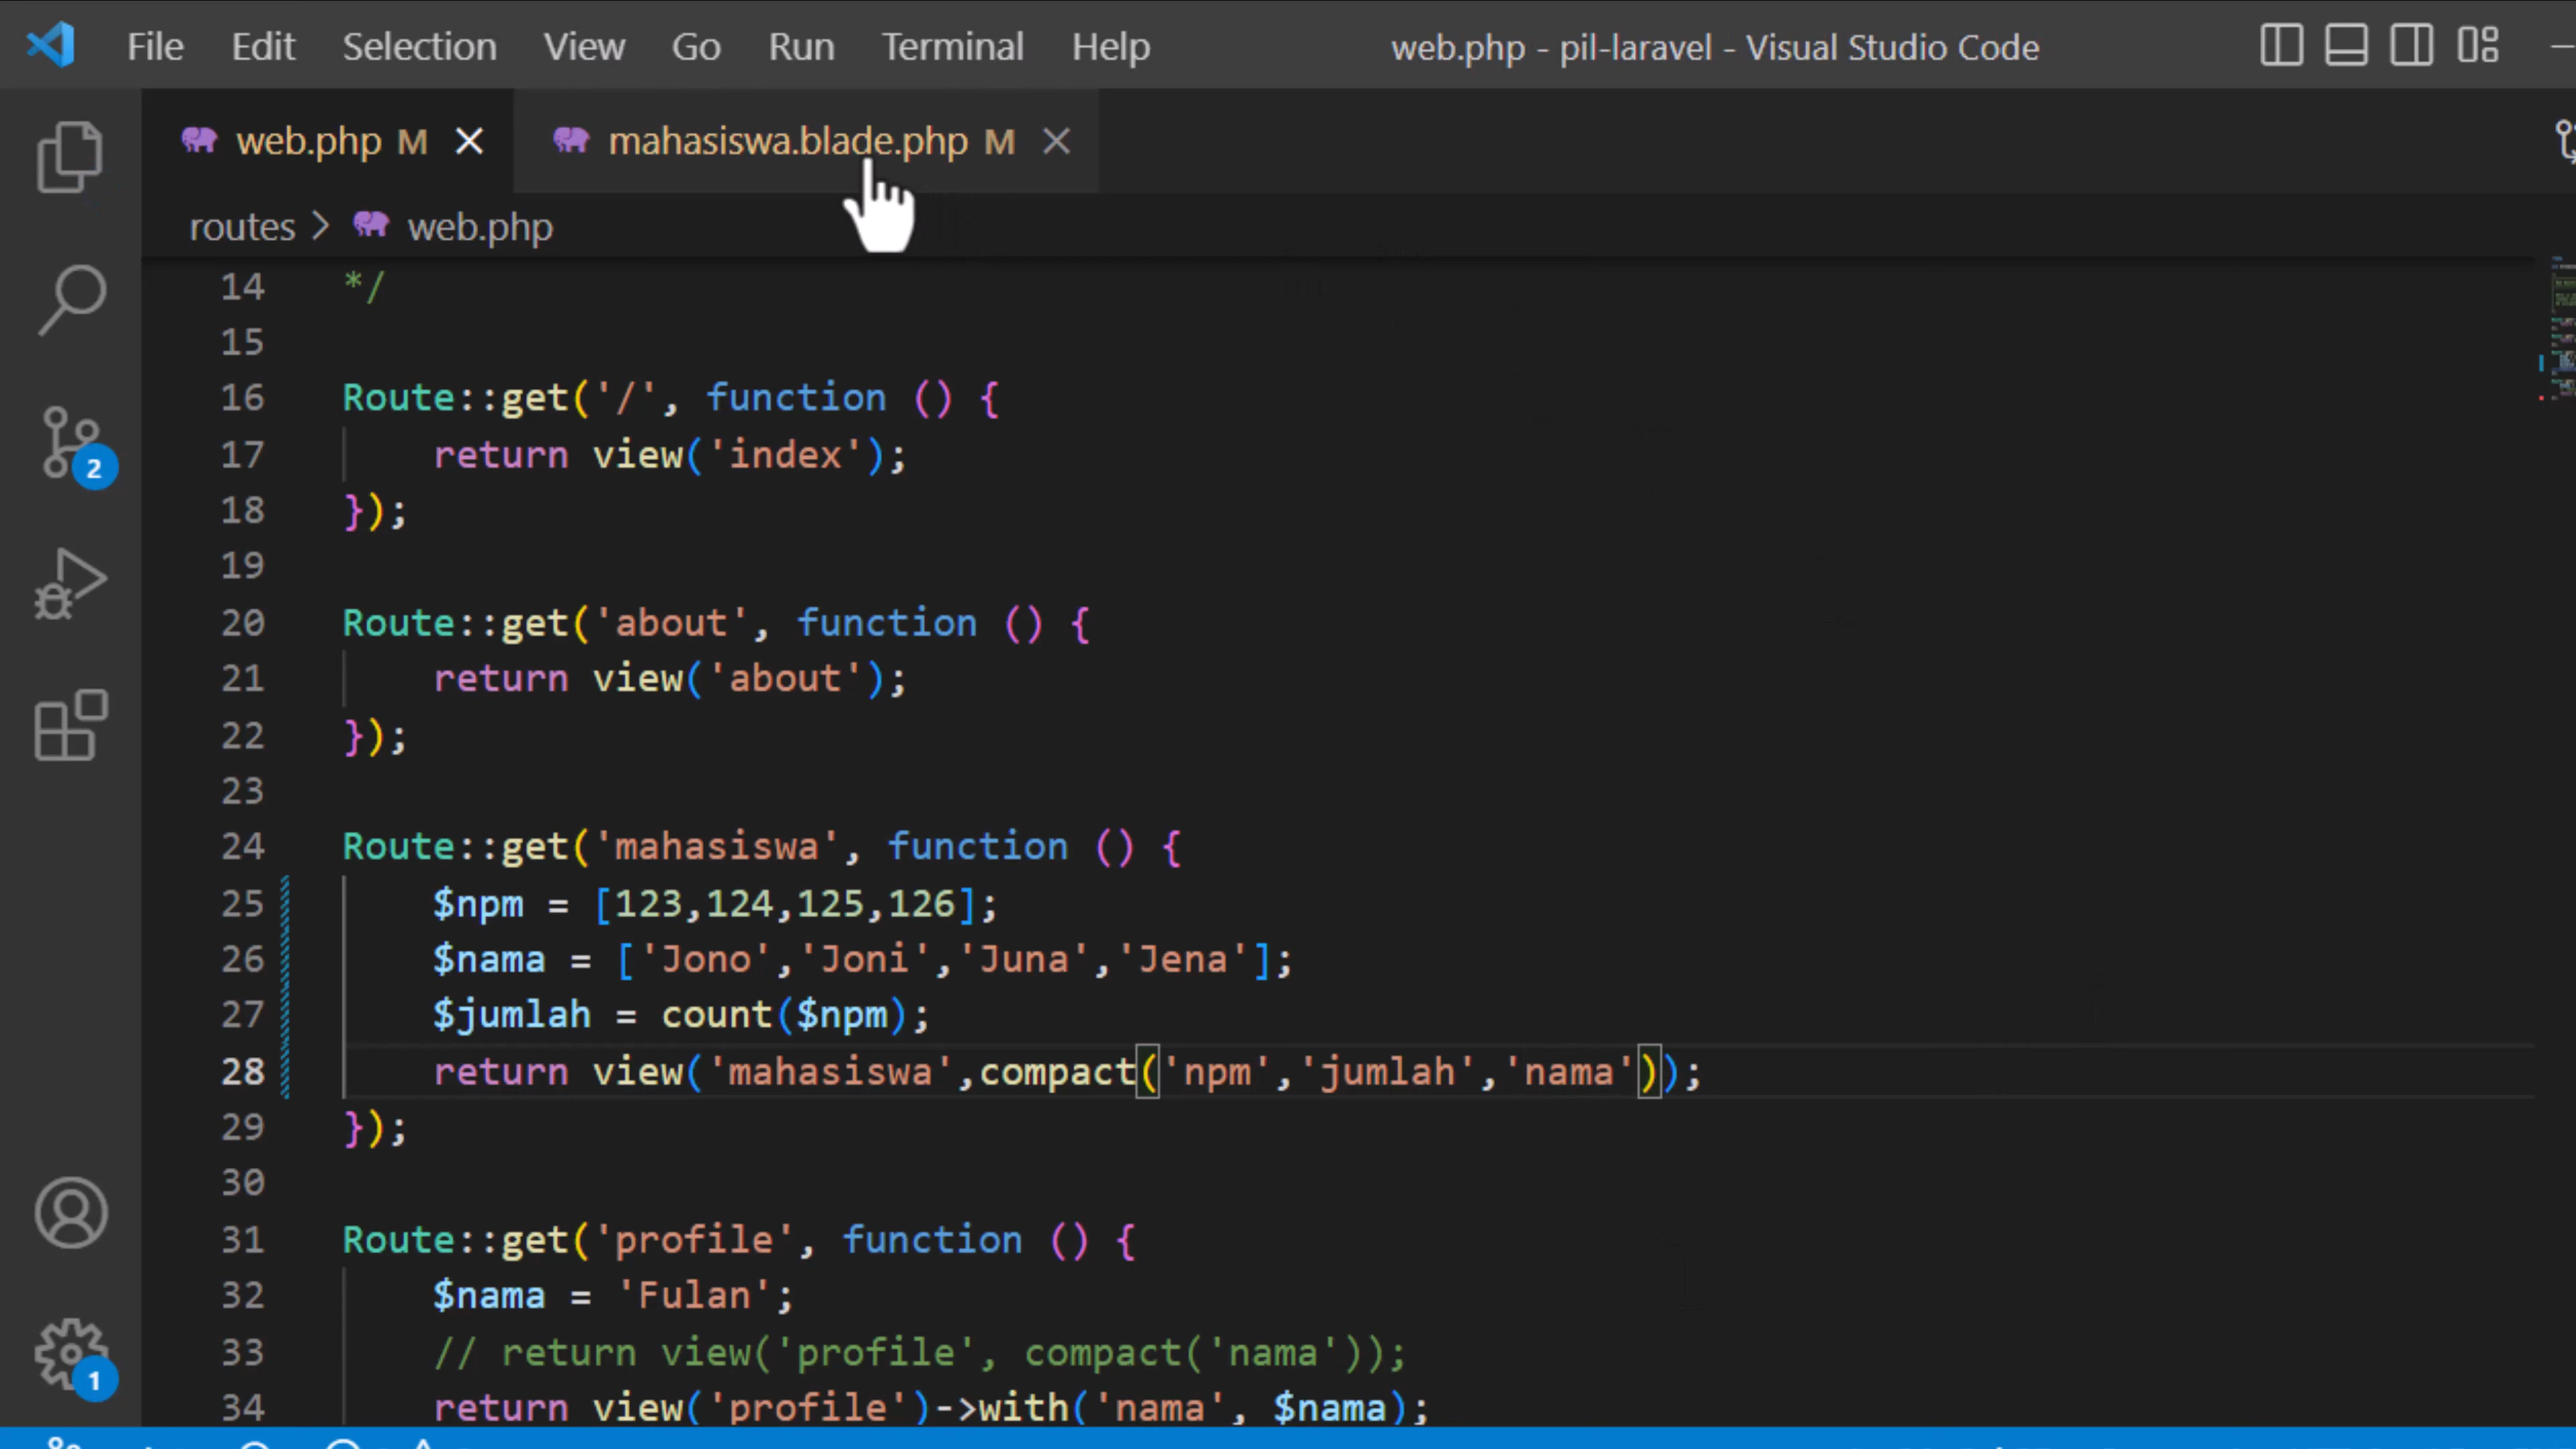 File Edit Selection View Go Run Terminal Help web.php - pil-laravel - Visual Studio Code
web.php M mahasiswa.blade.php M
routes > web.php
14 */
15
16 Route::get('/', function () {
17 return view('index');
18 });
19
20 Route::get('about', function () {
21 return view('about');
22 });
23
24 Route::get('mahasiswa', function () {
25 $npm = [123,124,125,126];
26 $nama = ['Jono','Joni','Juna','Jena'];
27 $jumlah = count($npm);
28 return view('mahasiswa',compact('npm','jumlah','nama'));
29 });
30
31 Route::get('profile', function () {
32 $nama = 'Fulan';
33 // return view('profile', compact('nama'));
34 return view('profile')->with('nama', $nama);
2
1